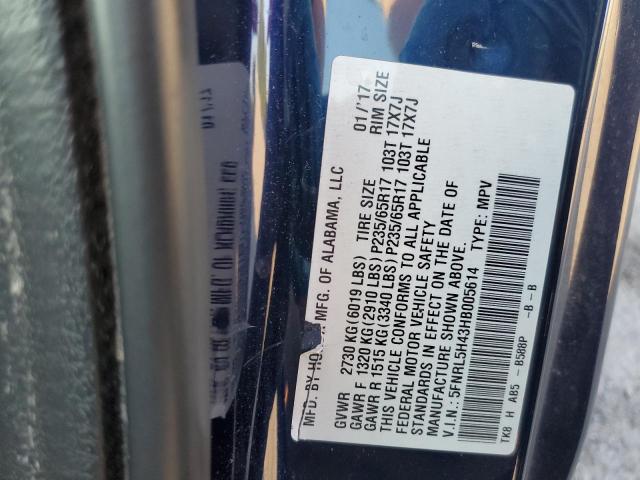 MFD. BY HO MFG. OF ALABAMA, LLC 01/'17
GVWR 2730 KG (6019 LBS) TIRE SIZE RIM SIZE
GAWR F 1320 KG (2910 LBS) P235/65R17 103T 17X7J
GAWR R 1515 KG (3340 LBS) P235/65R17 103T 17X7J
THIS VEHICLE CONFORMS TO ALL APPLICABLE
FEDERAL MOTOR VEHICLE SAFETY
STANDARDS IN EFFECT ON THE DATE OF
MANUFACTURE SHOWN ABOVE.
V.I.N.: 5FNRL5H43HB005614 TYPE: MPV
TK8 H A85 - B588P -B -B